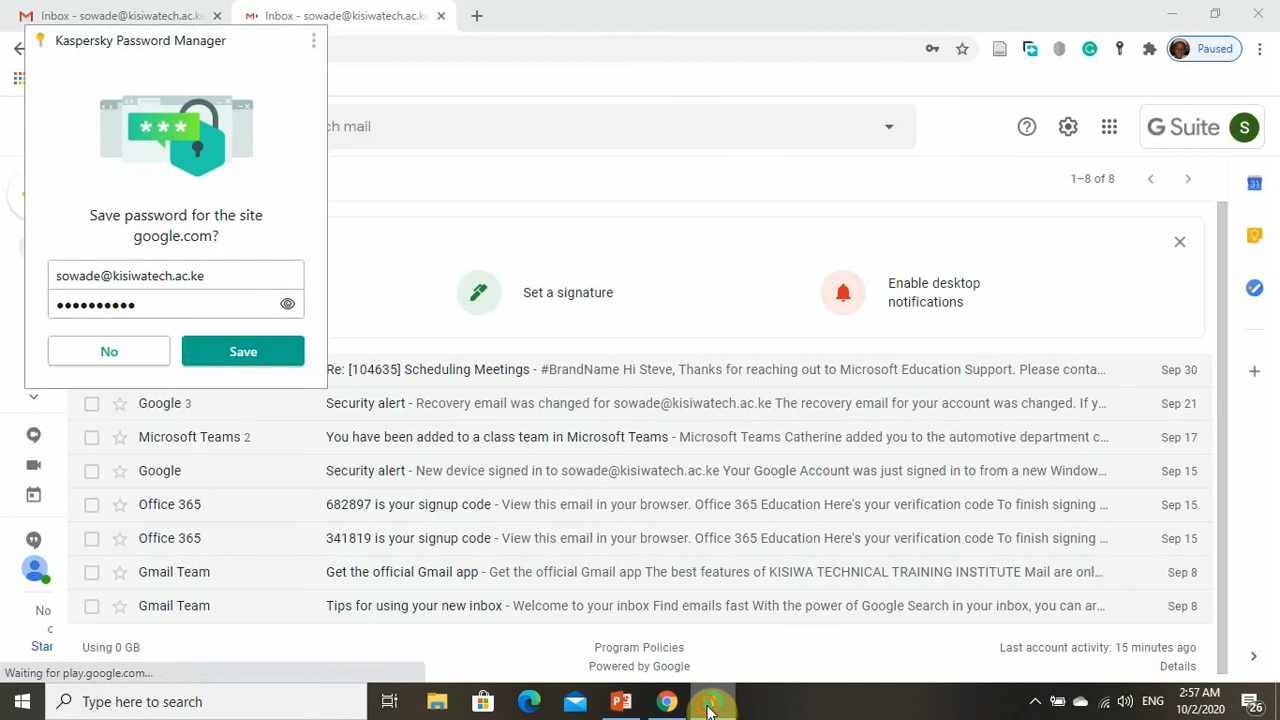 Inbox - sowade@kisiwatech.ac.ke
Inbox - sowade@kisiwatech.ac.ke
Paused
Kaspersky Password Manager
Save password for the site
google.com?
sowade@kisiwatech.ac.ke
••••••••••
No
Save
ch mail
G Suite
S
1–8 of 8
31
Set a signature
Enable desktop
notifications
Re: [104635] Scheduling Meetings - #BrandName Hi Steve, Thanks for reaching out to Microsoft Education Support. Please conta...
Sep 30
Google 3
Security alert - Recovery email was changed for sowade@kisiwatech.ac.ke The recovery email for your account was changed. If y...
Sep 21
Microsoft Teams 2
You have been added to a class team in Microsoft Teams - Microsoft Teams Catherine added you to the automotive department c...
Sep 17
Google
Security alert - New device signed in to sowade@kisiwatech.ac.ke Your Google Account was just signed in to from a new Window...
Sep 15
Office 365
682897 is your signup code - View this email in your browser. Office 365 Education Here's your verification code To finish signing ...
Sep 15
Office 365
341819 is your signup code - View this email in your browser. Office 365 Education Here's your verification code To finish signing ...
Sep 15
Gmail Team
Get the official Gmail app - Get the official Gmail app The best features of KISIWA TECHNICAL TRAINING INSTITUTE Mail are onl...
Sep 8
Gmail Team
Tips for using your new inbox - Welcome to your inbox Find emails fast With the power of Google Search in your inbox, you can ar...
Sep 8
No
c
Star
Using 0 GB
Program Policies
Powered by Google
Last account activity: 15 minutes ago
Details
Waiting for play.google.com...
Type here to search
ENG
2:57 AM
10/2/2020
26